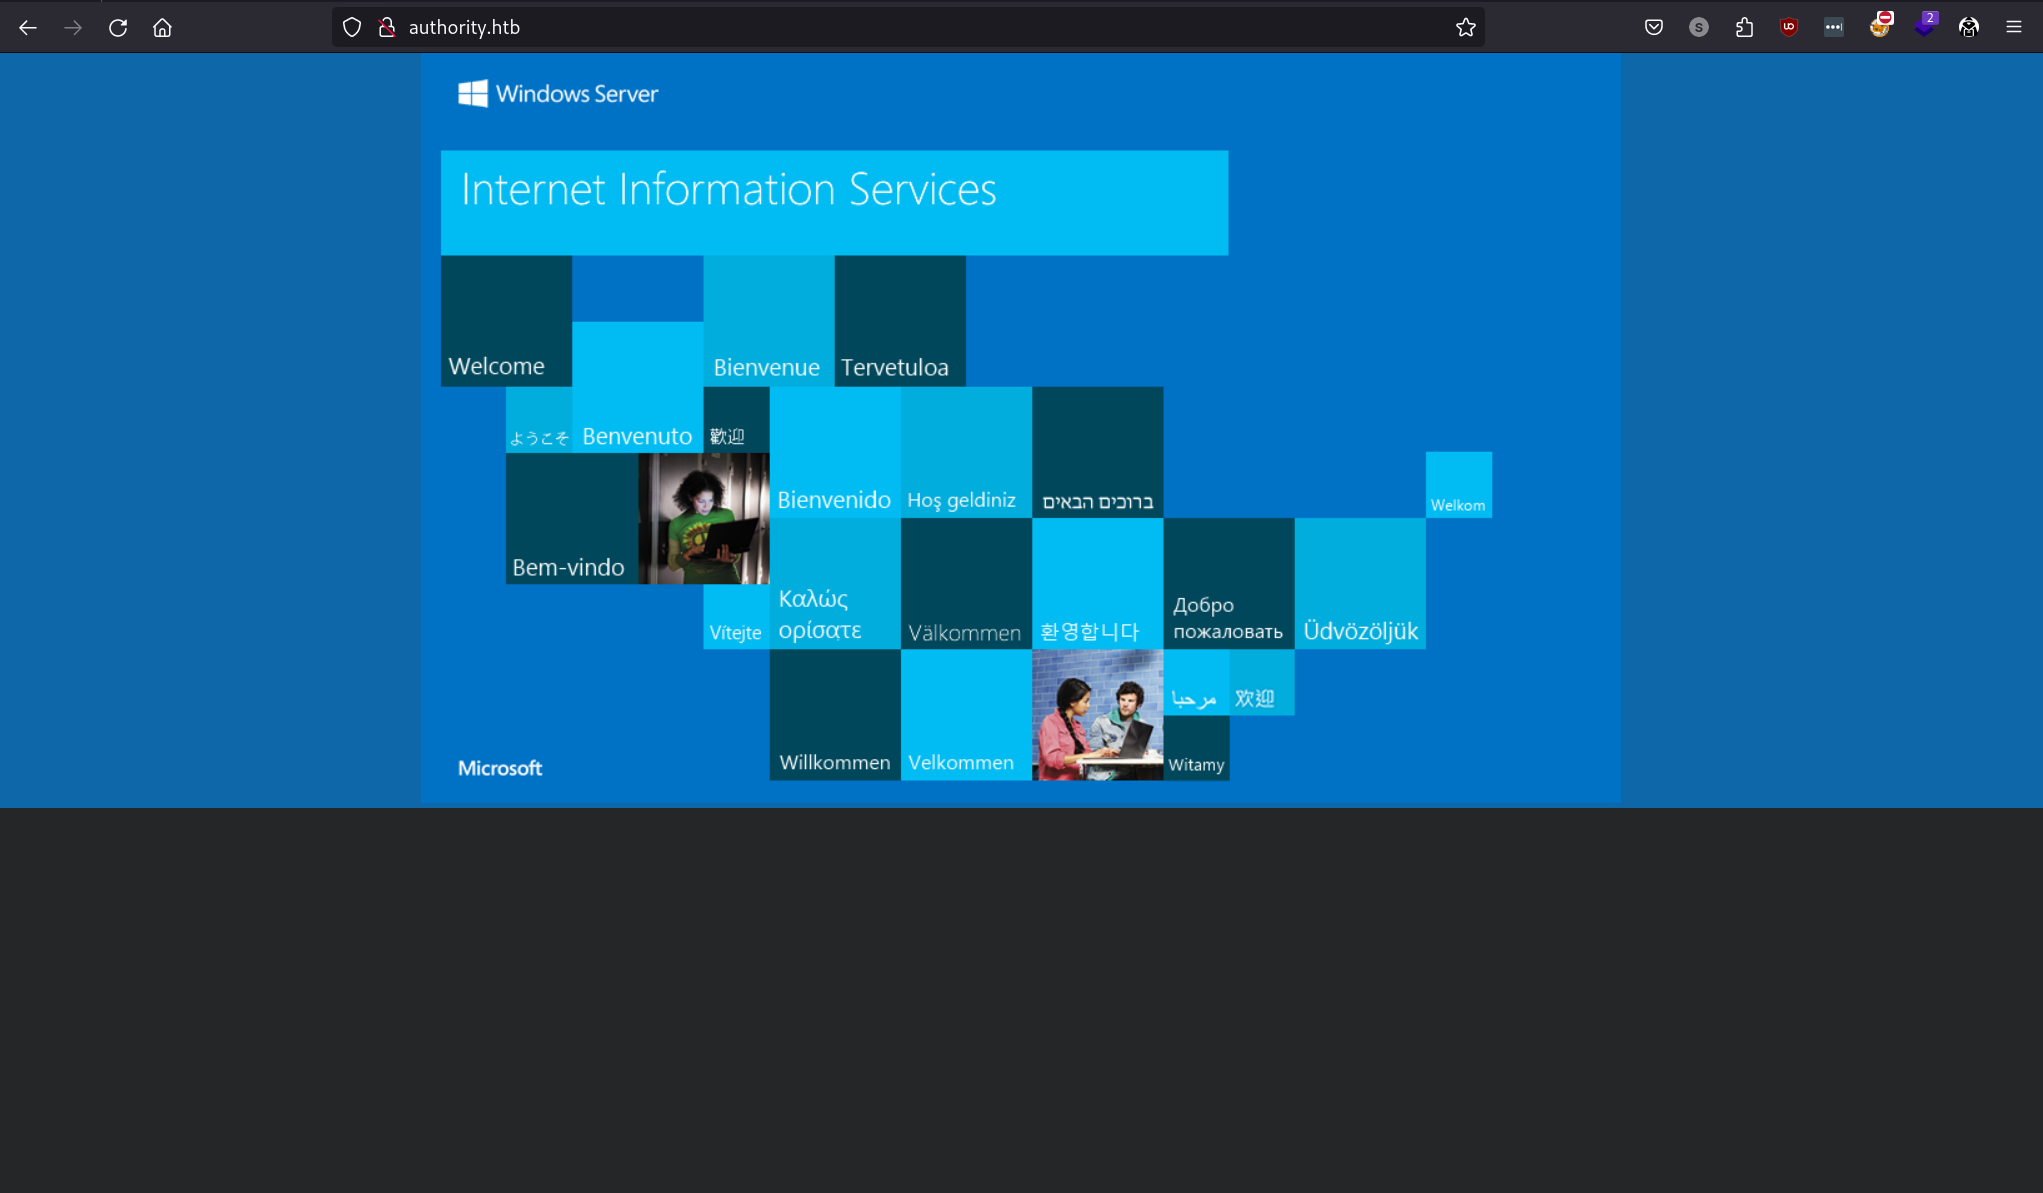 authority.htb
2
Windows Server
Internet Information Services
Welcome
Bienvenue
Tervetuloa
ようこそ
Benvenuto
歡迎
Bienvenido
Hoş geldiniz
ברוכים הבאים
Welkom
Bem-vindo
Vítejte
Καλώς
ορίσατε
Välkommen
환영합니다
Добро
пожаловать
Üdvözöljük
Willkommen
Velkommen
مرحبا
欢迎
Witamy
Microsoft